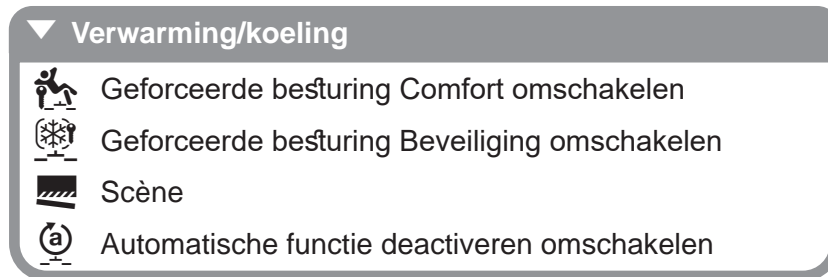 Verwarming/koeling
Geforceerde besturing Comfort omschakelen
Geforceerde besturing Beveiliging omschakelen
Scène
Automatische functie deactiveren omschakelen